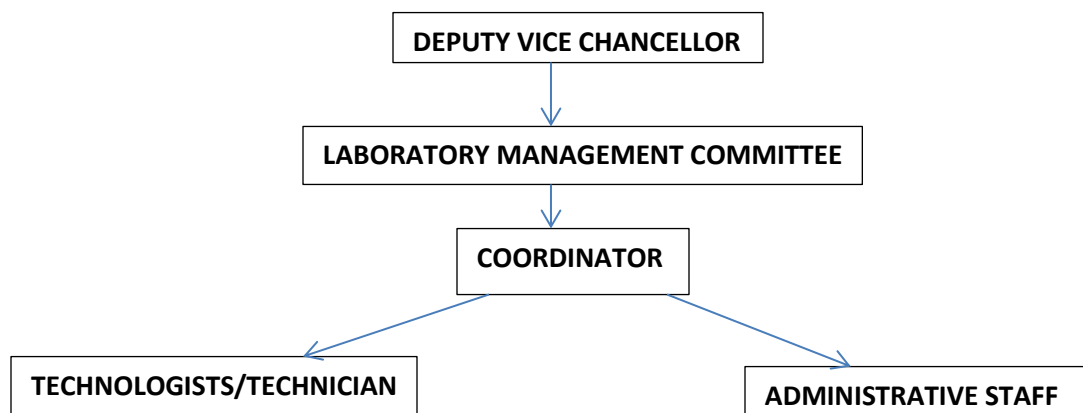 DEPUTY VICE CHANCELLOR
LABORATORY MANAGEMENT COMMITTEE
COORDINATOR
TECHNOLOGISTS/TECHNICIAN
ADMINISTRATIVE STAFF